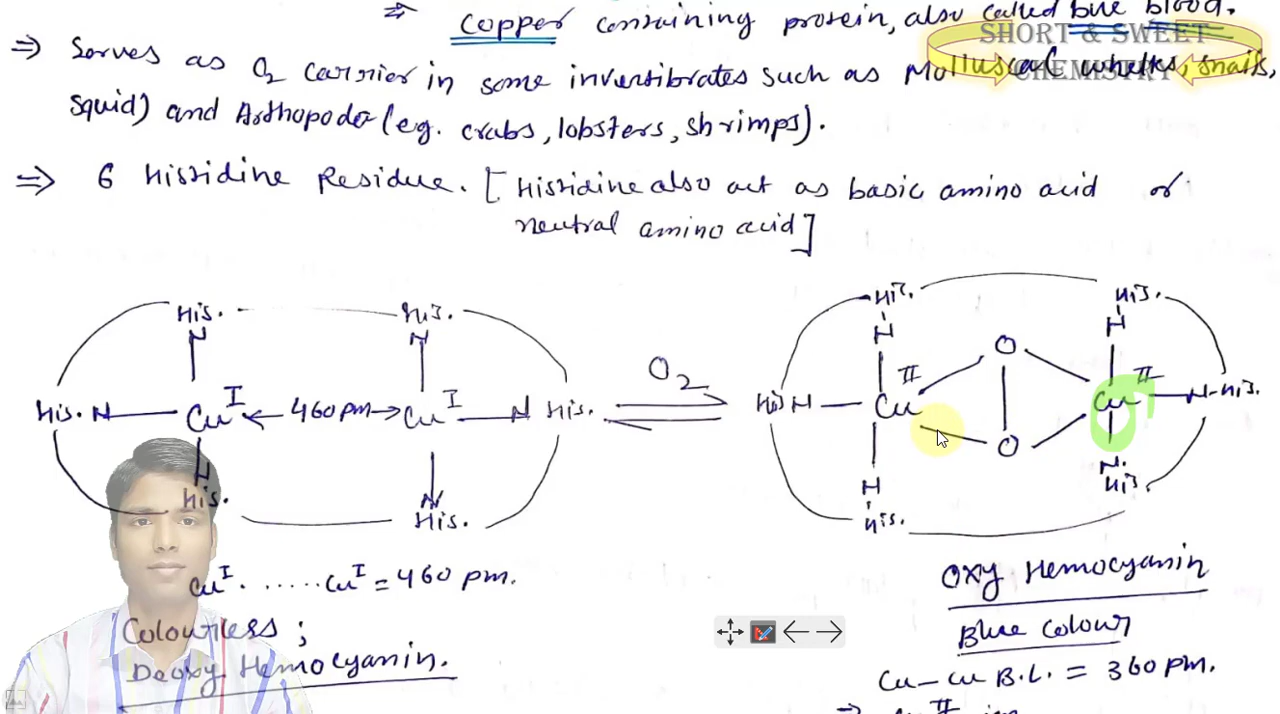 ⇒ Copper containing protein, also called blue blood.
SHORT & SWEET
CHEMISTRY
⇒ Serves as O2 carrier in some invertibrates such as Mollusca( whelks, snails,
squid) and Arthopoda (e.g. crabs, lobsters, shrimps).
⇒ 6 Histidine Residue. [Histidine also act as basic amino acid or
neutral amino acid]
His. His. His. His.
N N N N
Cu I ←460 pm→ Cu I
His. N N His.
O2
His N Cu II O O Cu II N-His.
N N N N.
His. His. His. His.
Cu I ...... Cu I = 460 pm.
Colourless ;
Deoxy Hemocyanin.
Oxy Hemocyanin
Blue colour
Cu-Cu B.L. = 360 pm.